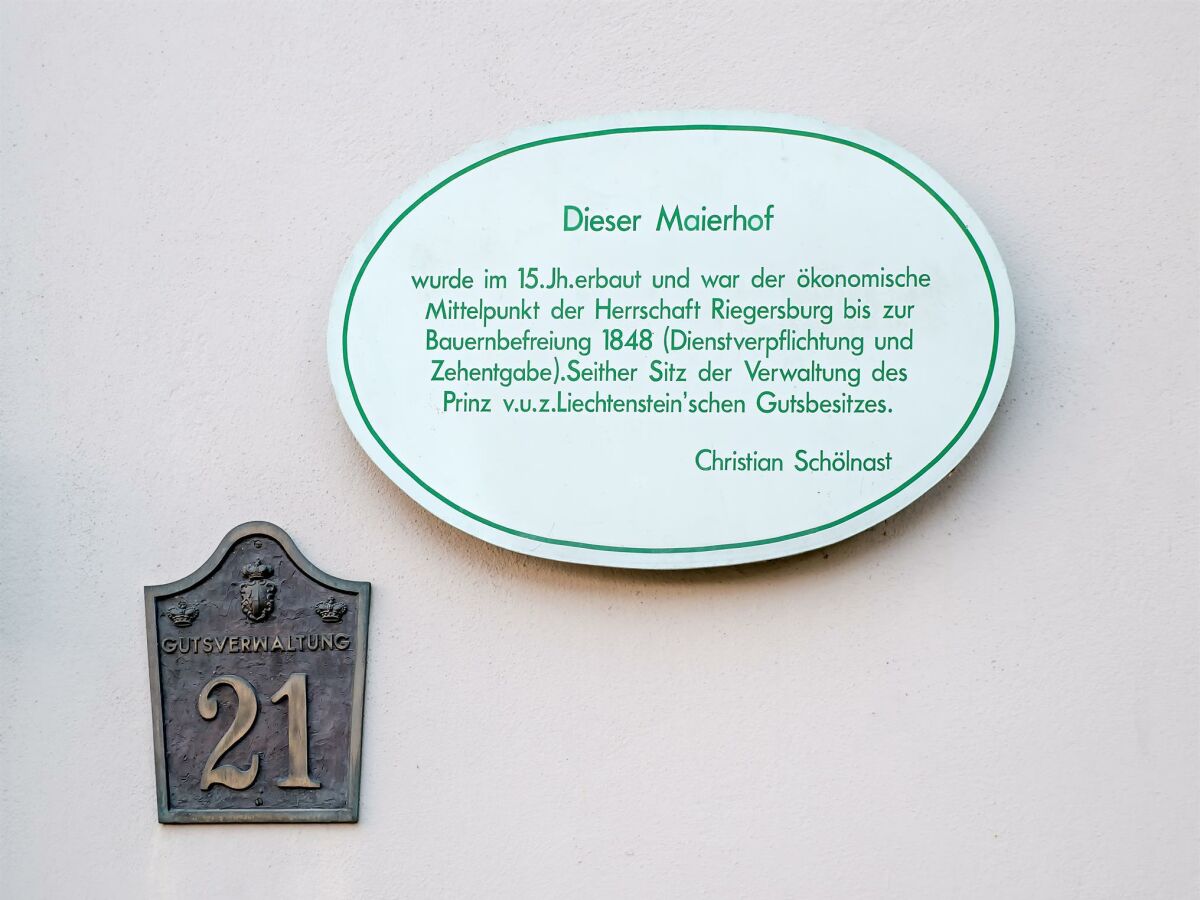 Dieser Maierhof
wurde im 15.Jh.erbaut und war der ökonomische
Mittelpunkt der Herrschaft Riegersburg bis zur
Bauernbefreiung 1848 (Dienstverpflichtung und
Zehentgabe).Seither Sitz der Verwaltung des
Prinz v.u.z.Liechtenstein'schen Gutsbesitzes.
Christian Schölnast
GUTSVERWALTUNG
21